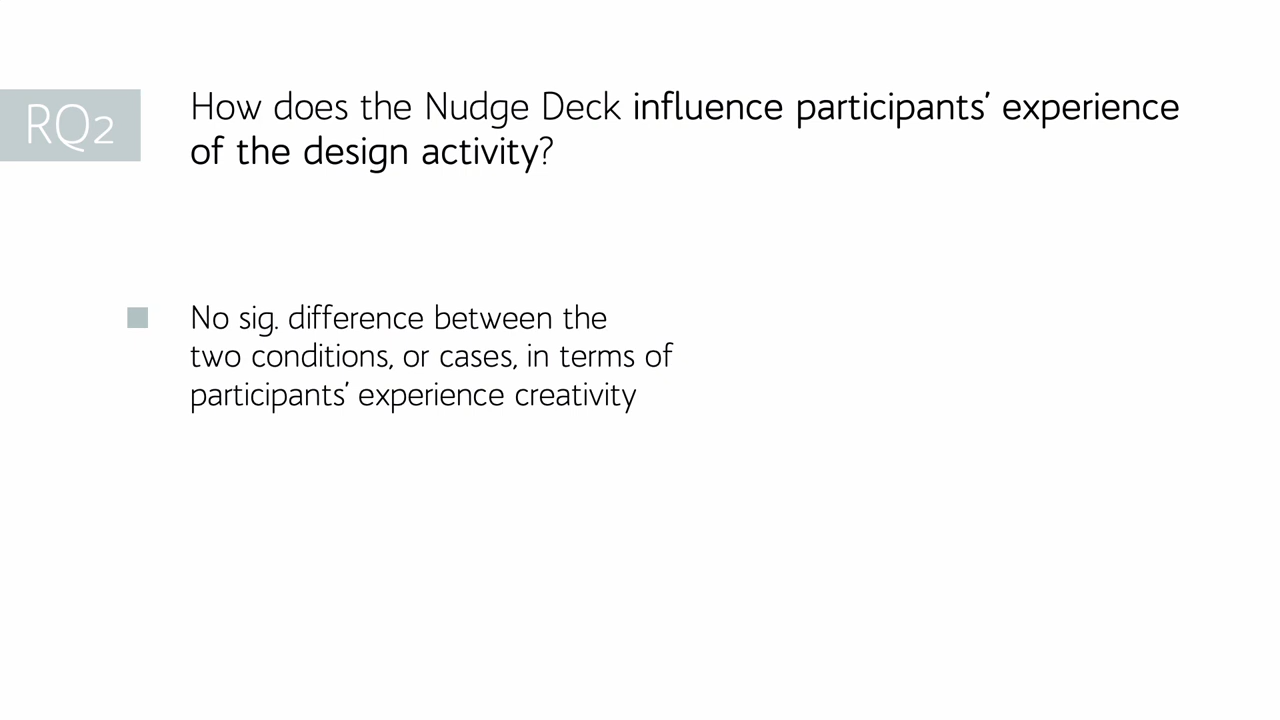 RQ2
How does the Nudge Deck influence participants’ experience
of the design activity?
No sig. difference between the
two conditions, or cases, in terms of
participants’ experience creativity